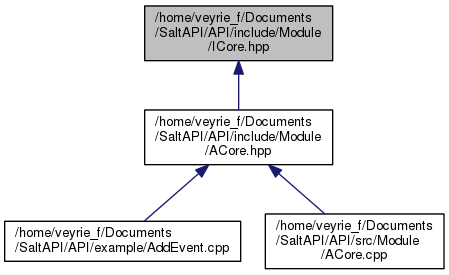 /home/veyrie_f/Documents
/SaltAPI/API/include/Module
/ICore.hpp
/home/veyrie_f/Documents
/SaltAPI/API/include/Module
/ACore.hpp
/home/veyrie_f/Documents
/SaltAPI/API/example/AddEvent.cpp
/home/veyrie_f/Documents
/SaltAPI/API/src/Module
/ACore.cpp